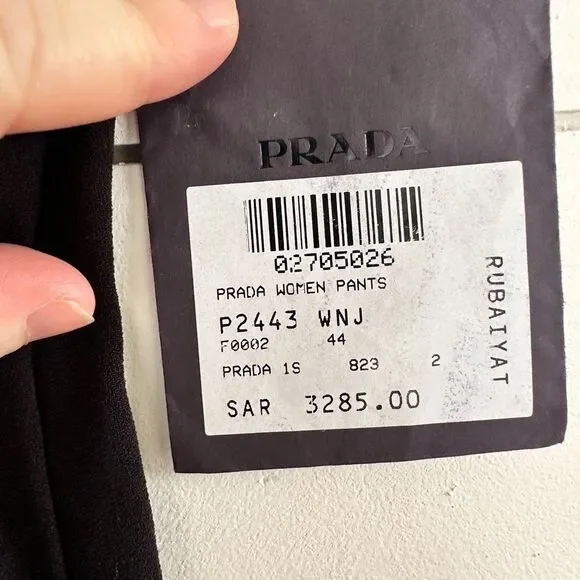 PRADA
02705026
PRADA WOMEN PANTS
P2443 WNJ
F0002 44
PRADA 1S 823 2
SAR 3285.00
RUBAIYAT